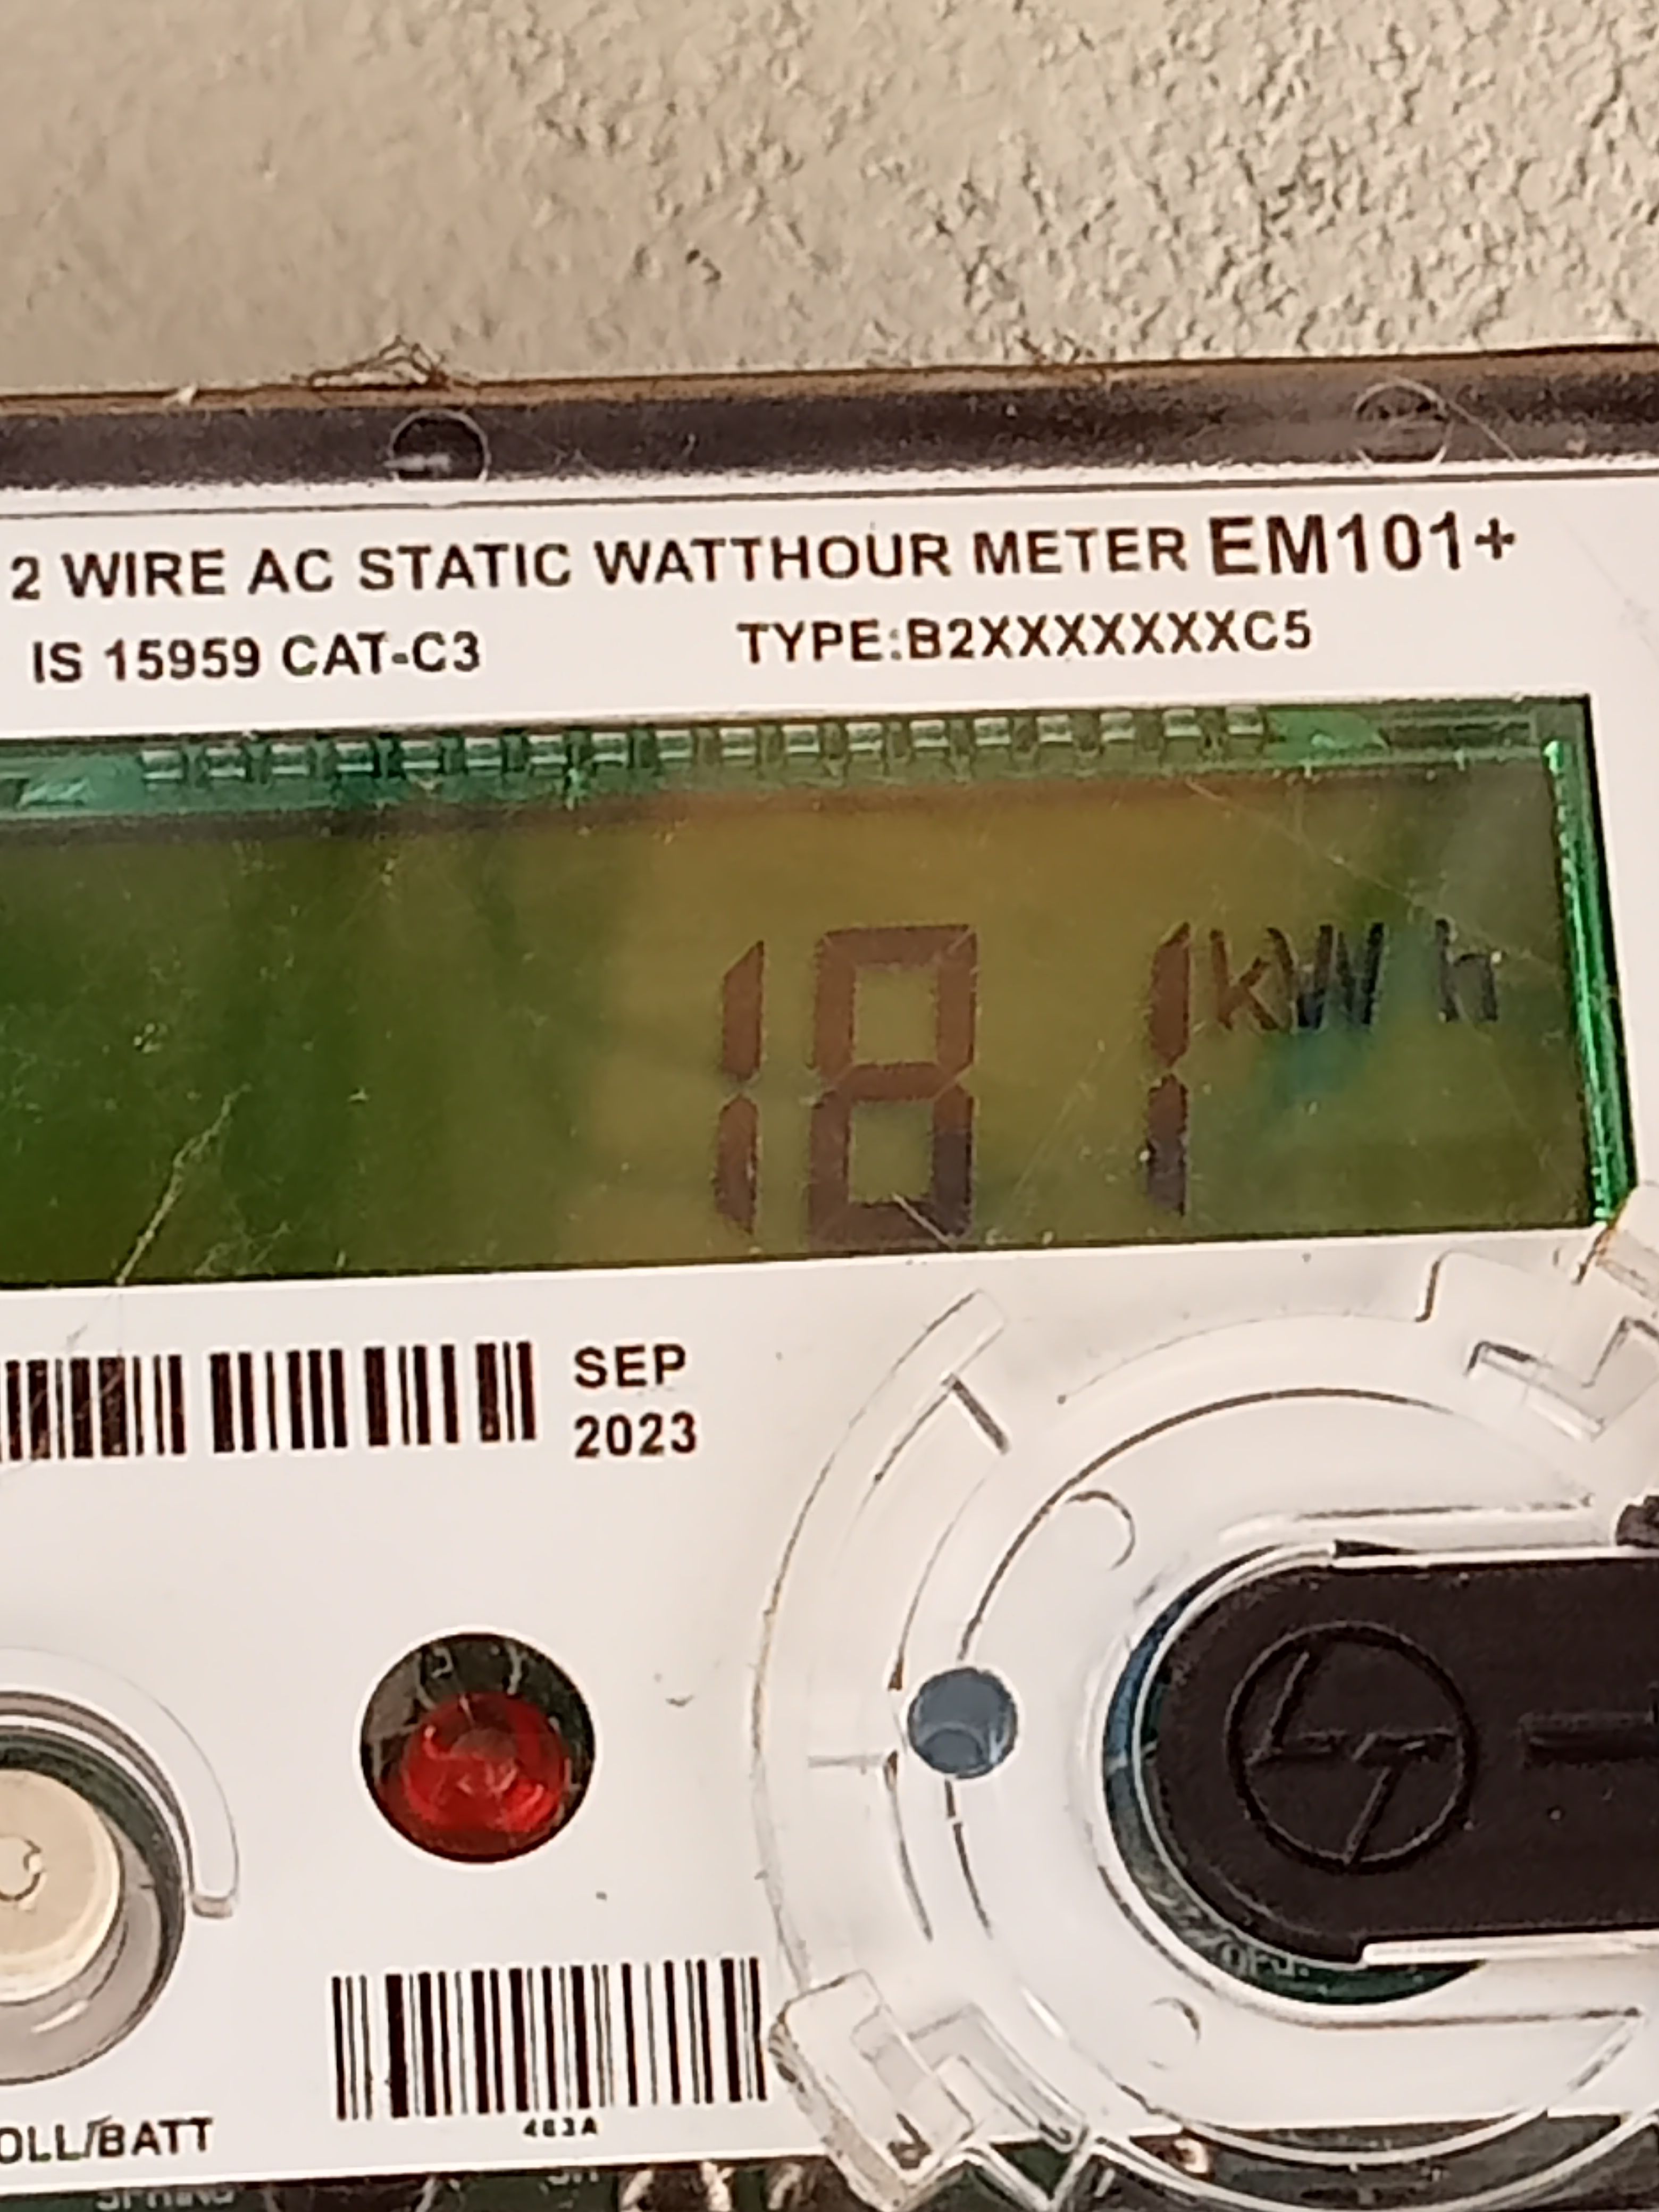 2 WIRE AC STATIC WATTHOUR METER EM101+
IS 15959 CAT-C3 TYPE:B2XXXXXXXC5
181 kWh
SEP
2023
463A
OLL/BATT